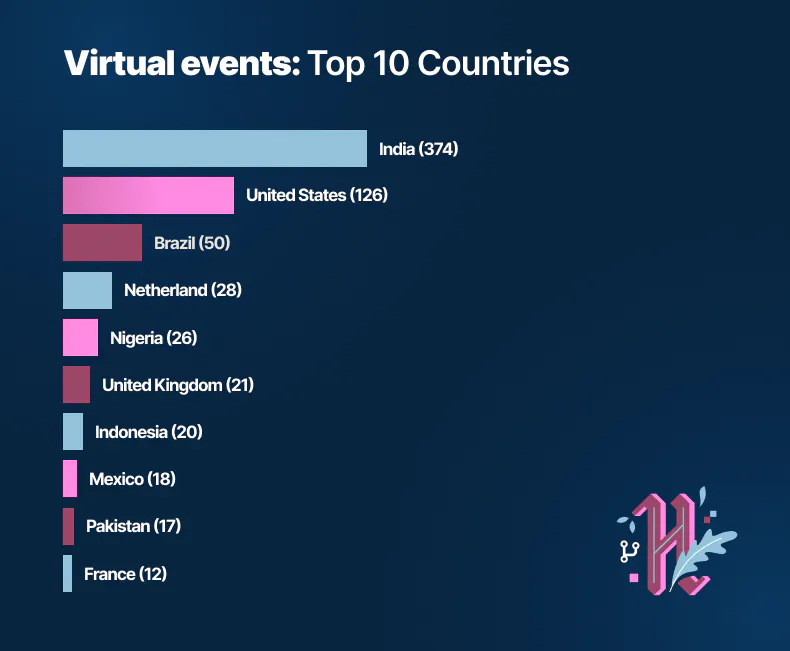 Virtual events: Top 10 Countries
India (374)
United States (126)
Brazil (50)
Netherland (28)
Nigeria (26)
United Kingdom (21)
Indonesia (20)
Mexico (18)
Pakistan (17)
France (12)
H